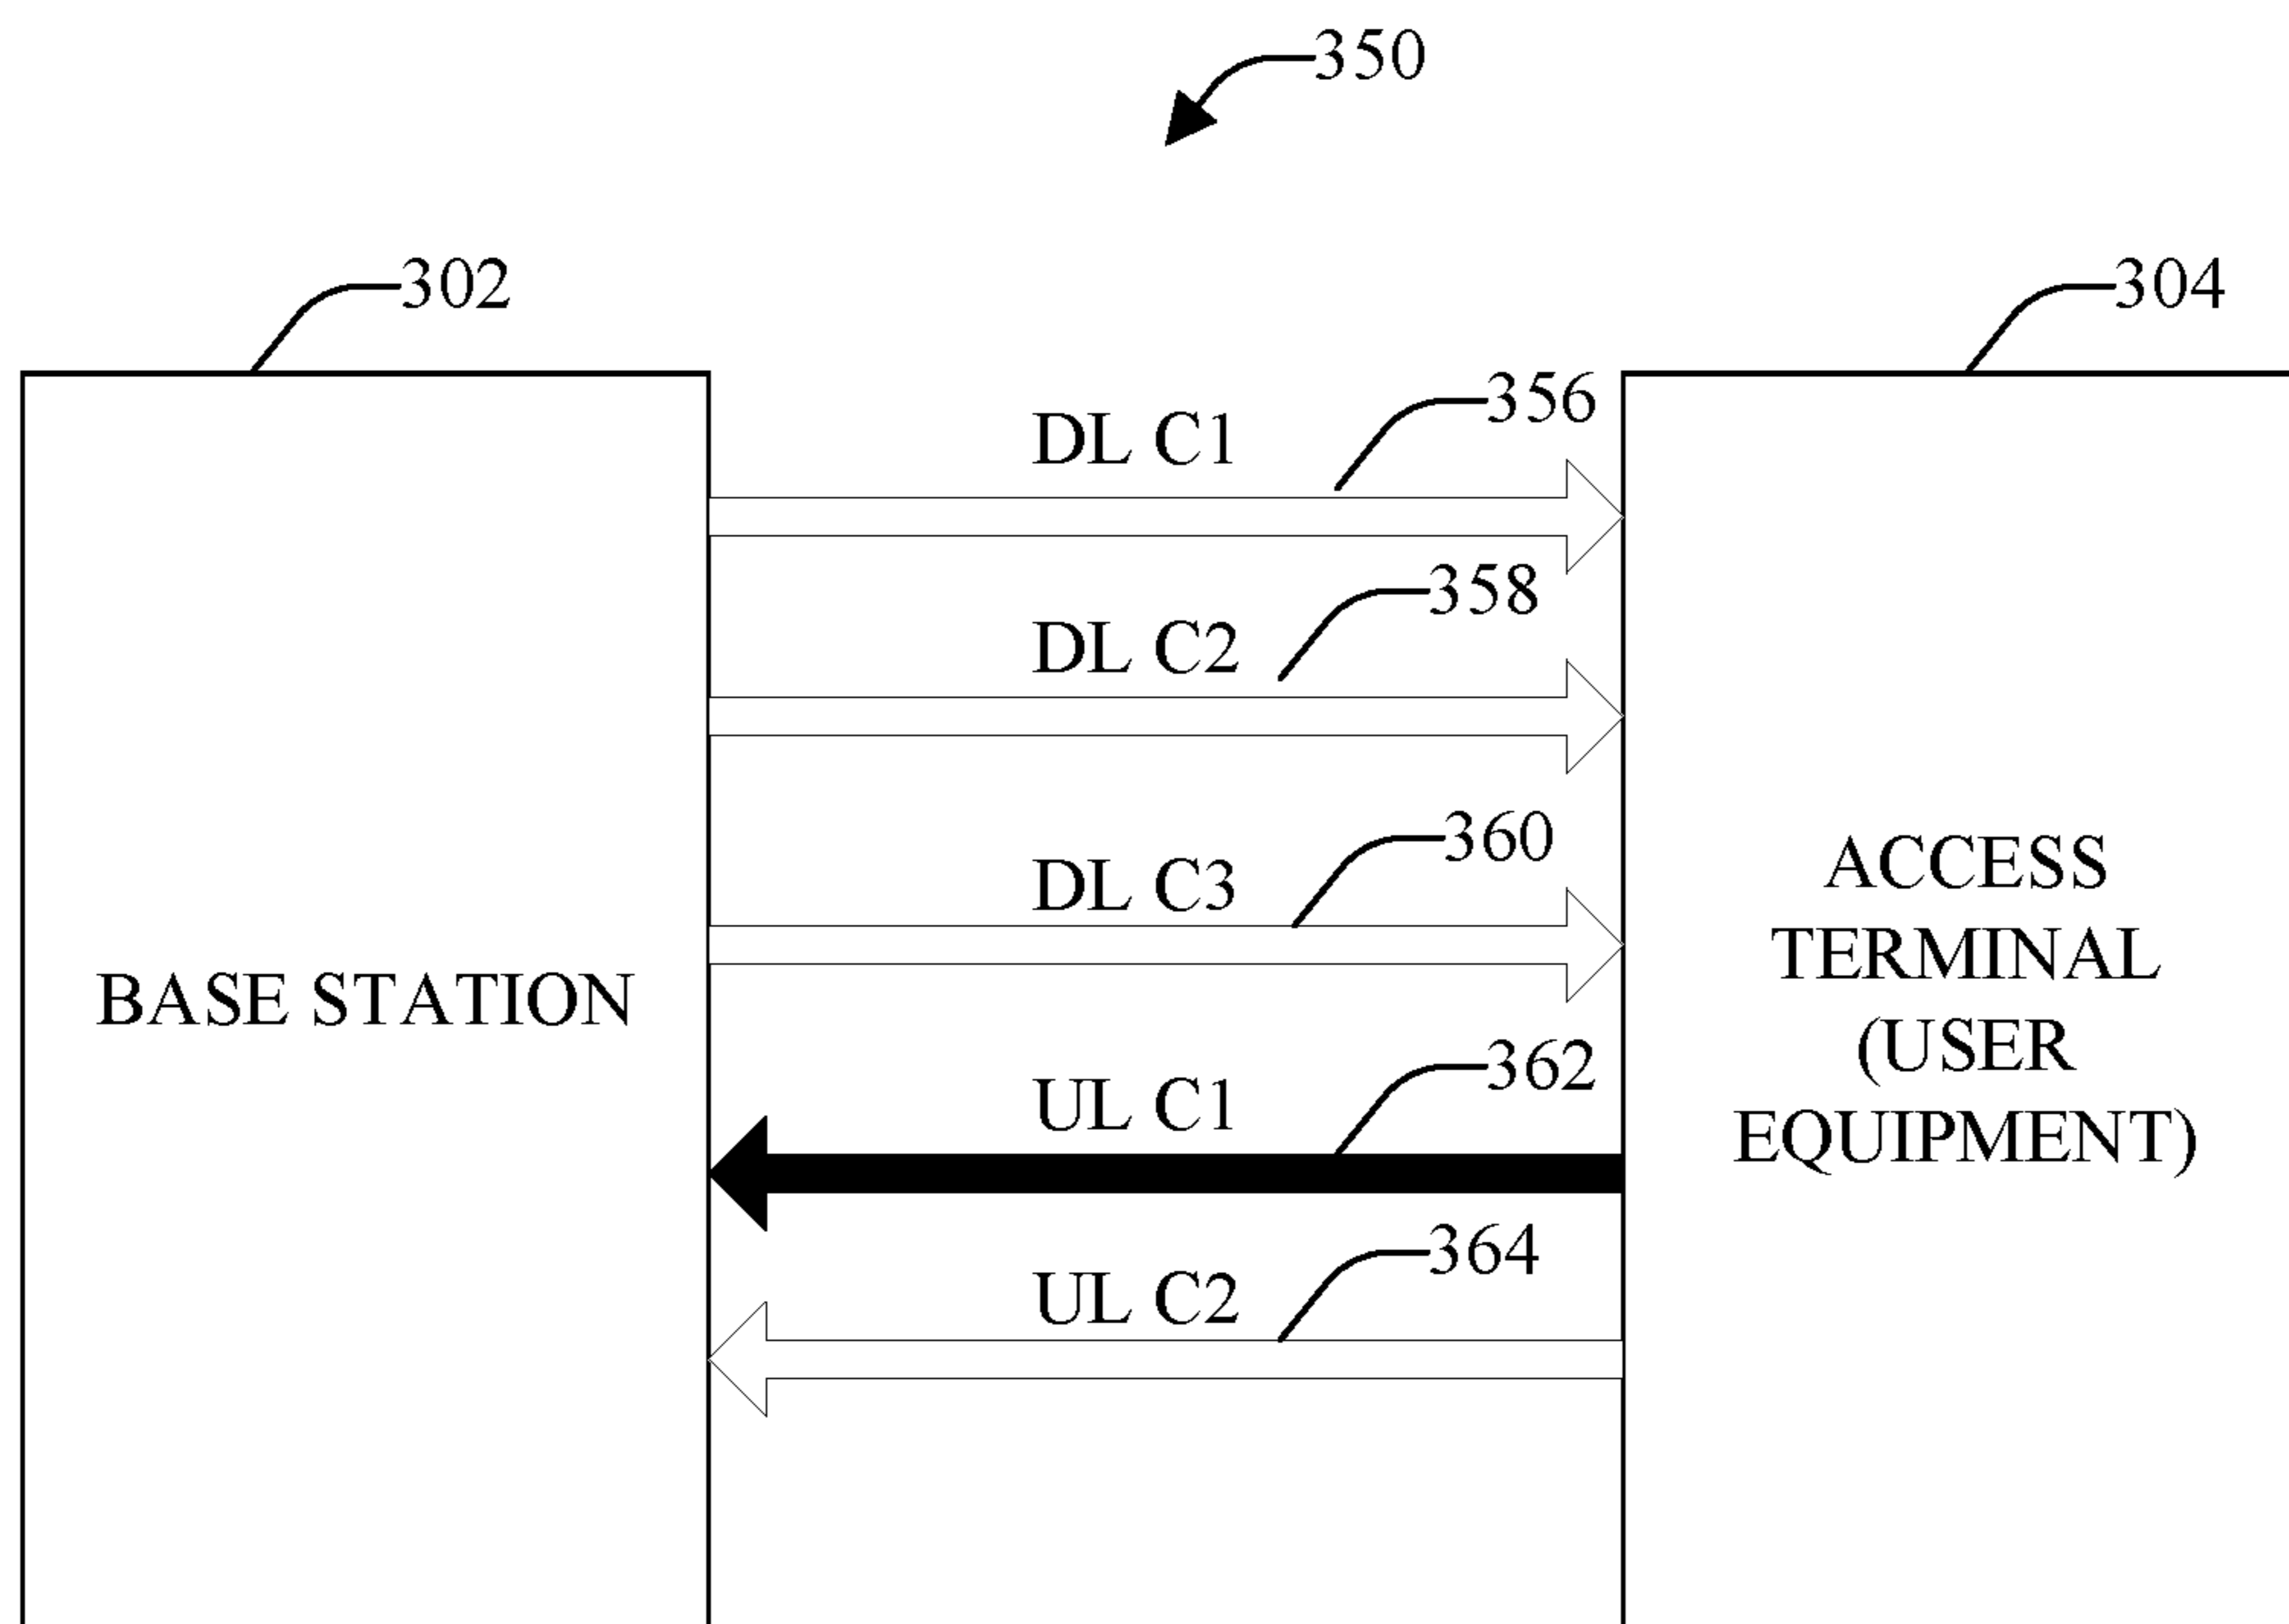 350
302
304
DL C1
356
DL C2
358
DL C3
360
BASE STATION
ACCESS
TERMINAL
(USER
EQUIPMENT)
UL C1
362
UL C2
364